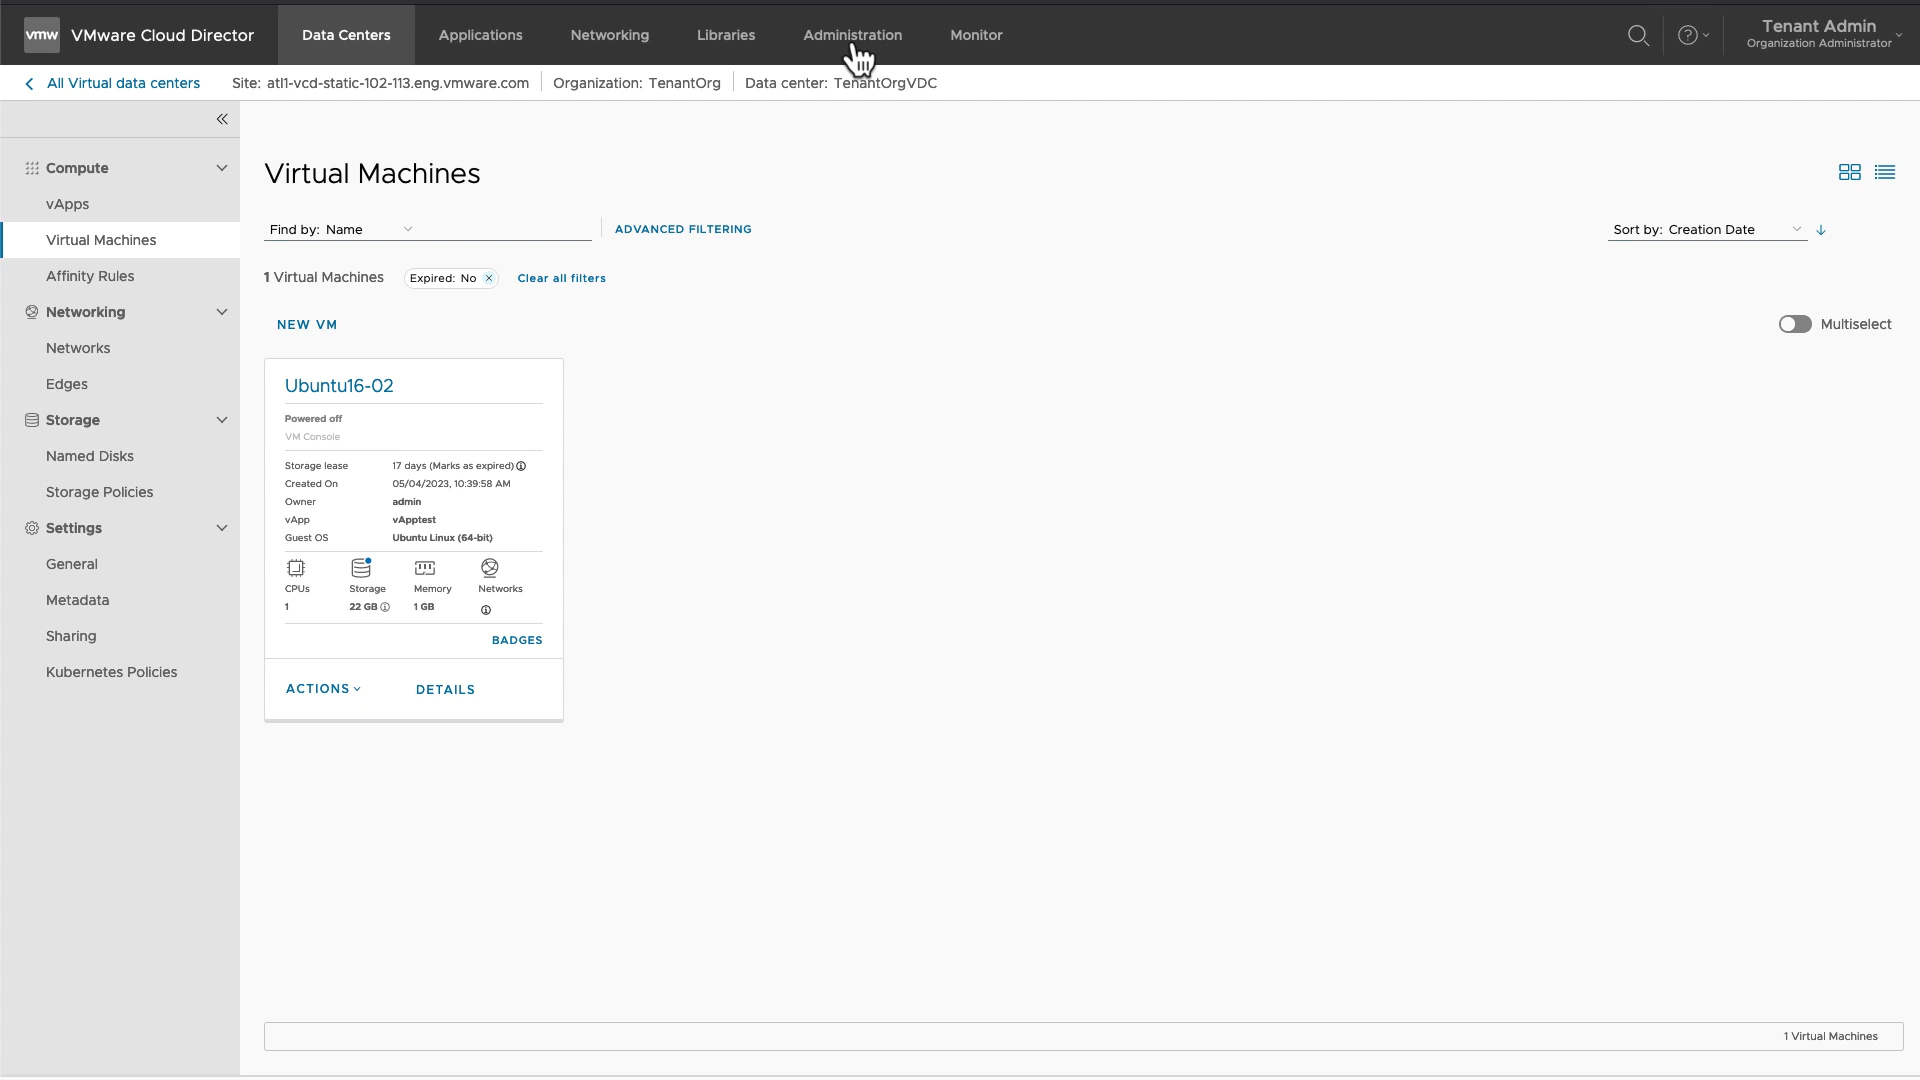 vmw VMware Cloud Director Data Centers Applications Networking Libraries Administration Monitor Tenant Admin
Organization Administrator
All Virtual data centers Site: atl1-vcd-static-102-113.eng.vmware.com Organization: TenantOrg Data center: TenantOrgVDC
Compute
vApps
Virtual Machines
Affinity Rules
Networking
Networks
Edges
Storage
Named Disks
Storage Policies
Settings
General
Metadata
Sharing
Kubernetes Policies
Virtual Machines
Find by: Name ADVANCED FILTERING Sort by: Creation Date
1 Virtual Machines Expired: No Clear all filters
NEW VM Multiselect
Ubuntu16-02
Powered off
VM Console
Storage lease 17 days (Marks as expired)
Created On 05/04/2023, 10:39:58 AM
Owner admin
vApp vApptest
Guest OS Ubuntu Linux (64-bit)
CPUs Storage Memory Networks
1 22 GB 1 GB
BADGES
ACTIONS DETAILS
1 Virtual Machines